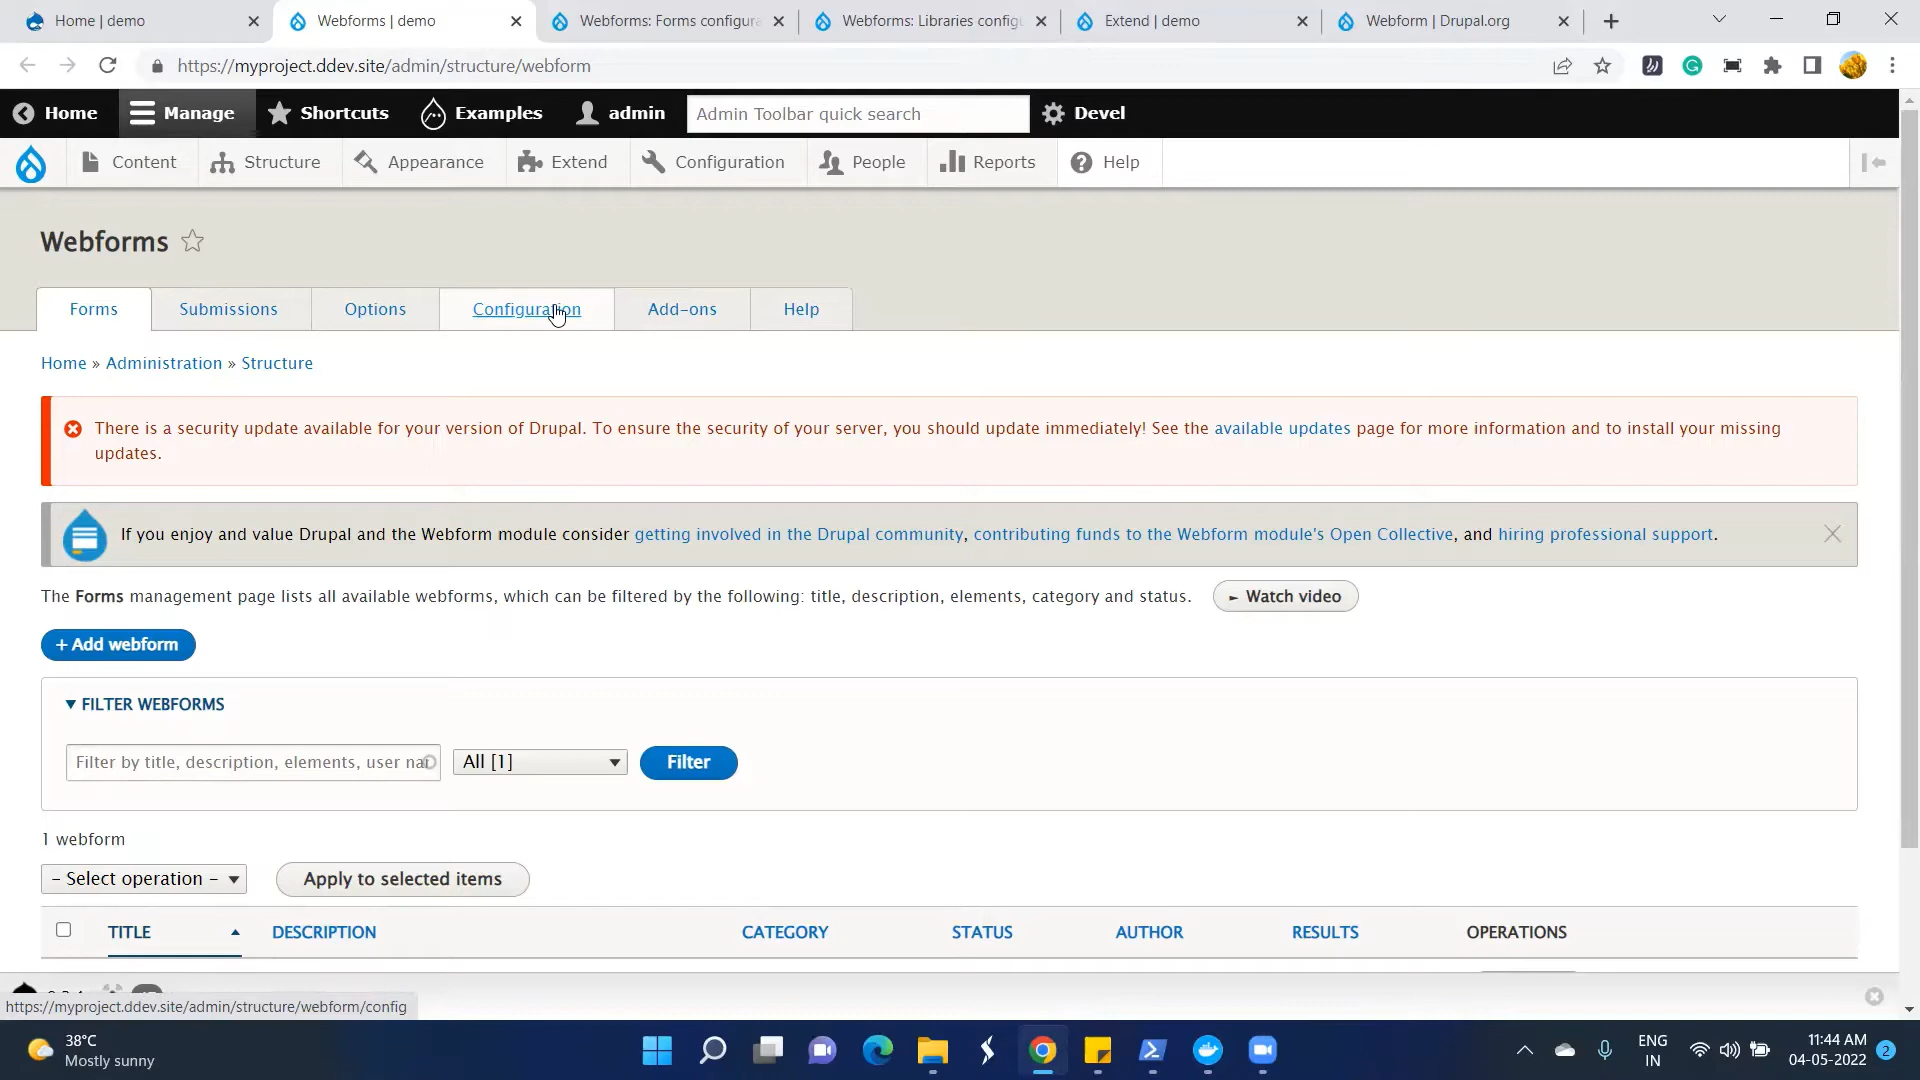 Home | demo
Webforms | demo
Webforms: Forms configura
Webforms: Libraries config
Extend | demo
Webform | Drupal.org
https://myproject.ddev.site/admin/structure/webform
Home
Manage
Shortcuts
Examples
admin
Admin Toolbar quick search
Devel
Content
Structure
Appearance
Extend
Configuration
People
Reports
Help
Webforms
Forms
Submissions
Options
Configuration
Add-ons
Help
Home » Administration » Structure
There is a security update available for your version of Drupal. To ensure the security of your server, you should update immediately! See the available updates page for more information and to install your missing
updates.
If you enjoy and value Drupal and the Webform module consider getting involved in the Drupal community, contributing funds to the Webform module's Open Collective, and hiring professional support.
The Forms management page lists all available webforms, which can be filtered by the following: title, description, elements, category and status.
► Watch video
+ Add webform
▼ FILTER WEBFORMS
Filter by title, description, elements, user nar
All [1]
Filter
1 webform
- Select operation -
Apply to selected items
TITLE
DESCRIPTION
CATEGORY
STATUS
AUTHOR
RESULTS
OPERATIONS
https://myproject.ddev.site/admin/structure/webform/config
38°C
Mostly sunny
ENG
IN
11:44 AM
04-05-2022
2